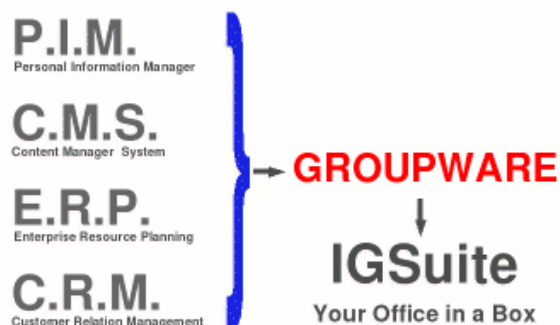 P.I.M.
Personal Information Manager
C.M.S.
Content Manager System
E.R.P.
Enterprise Resource Planning
C.R.M.
Customer Relation Management
GROUPWARE
IGSuite
Your Office in a Box